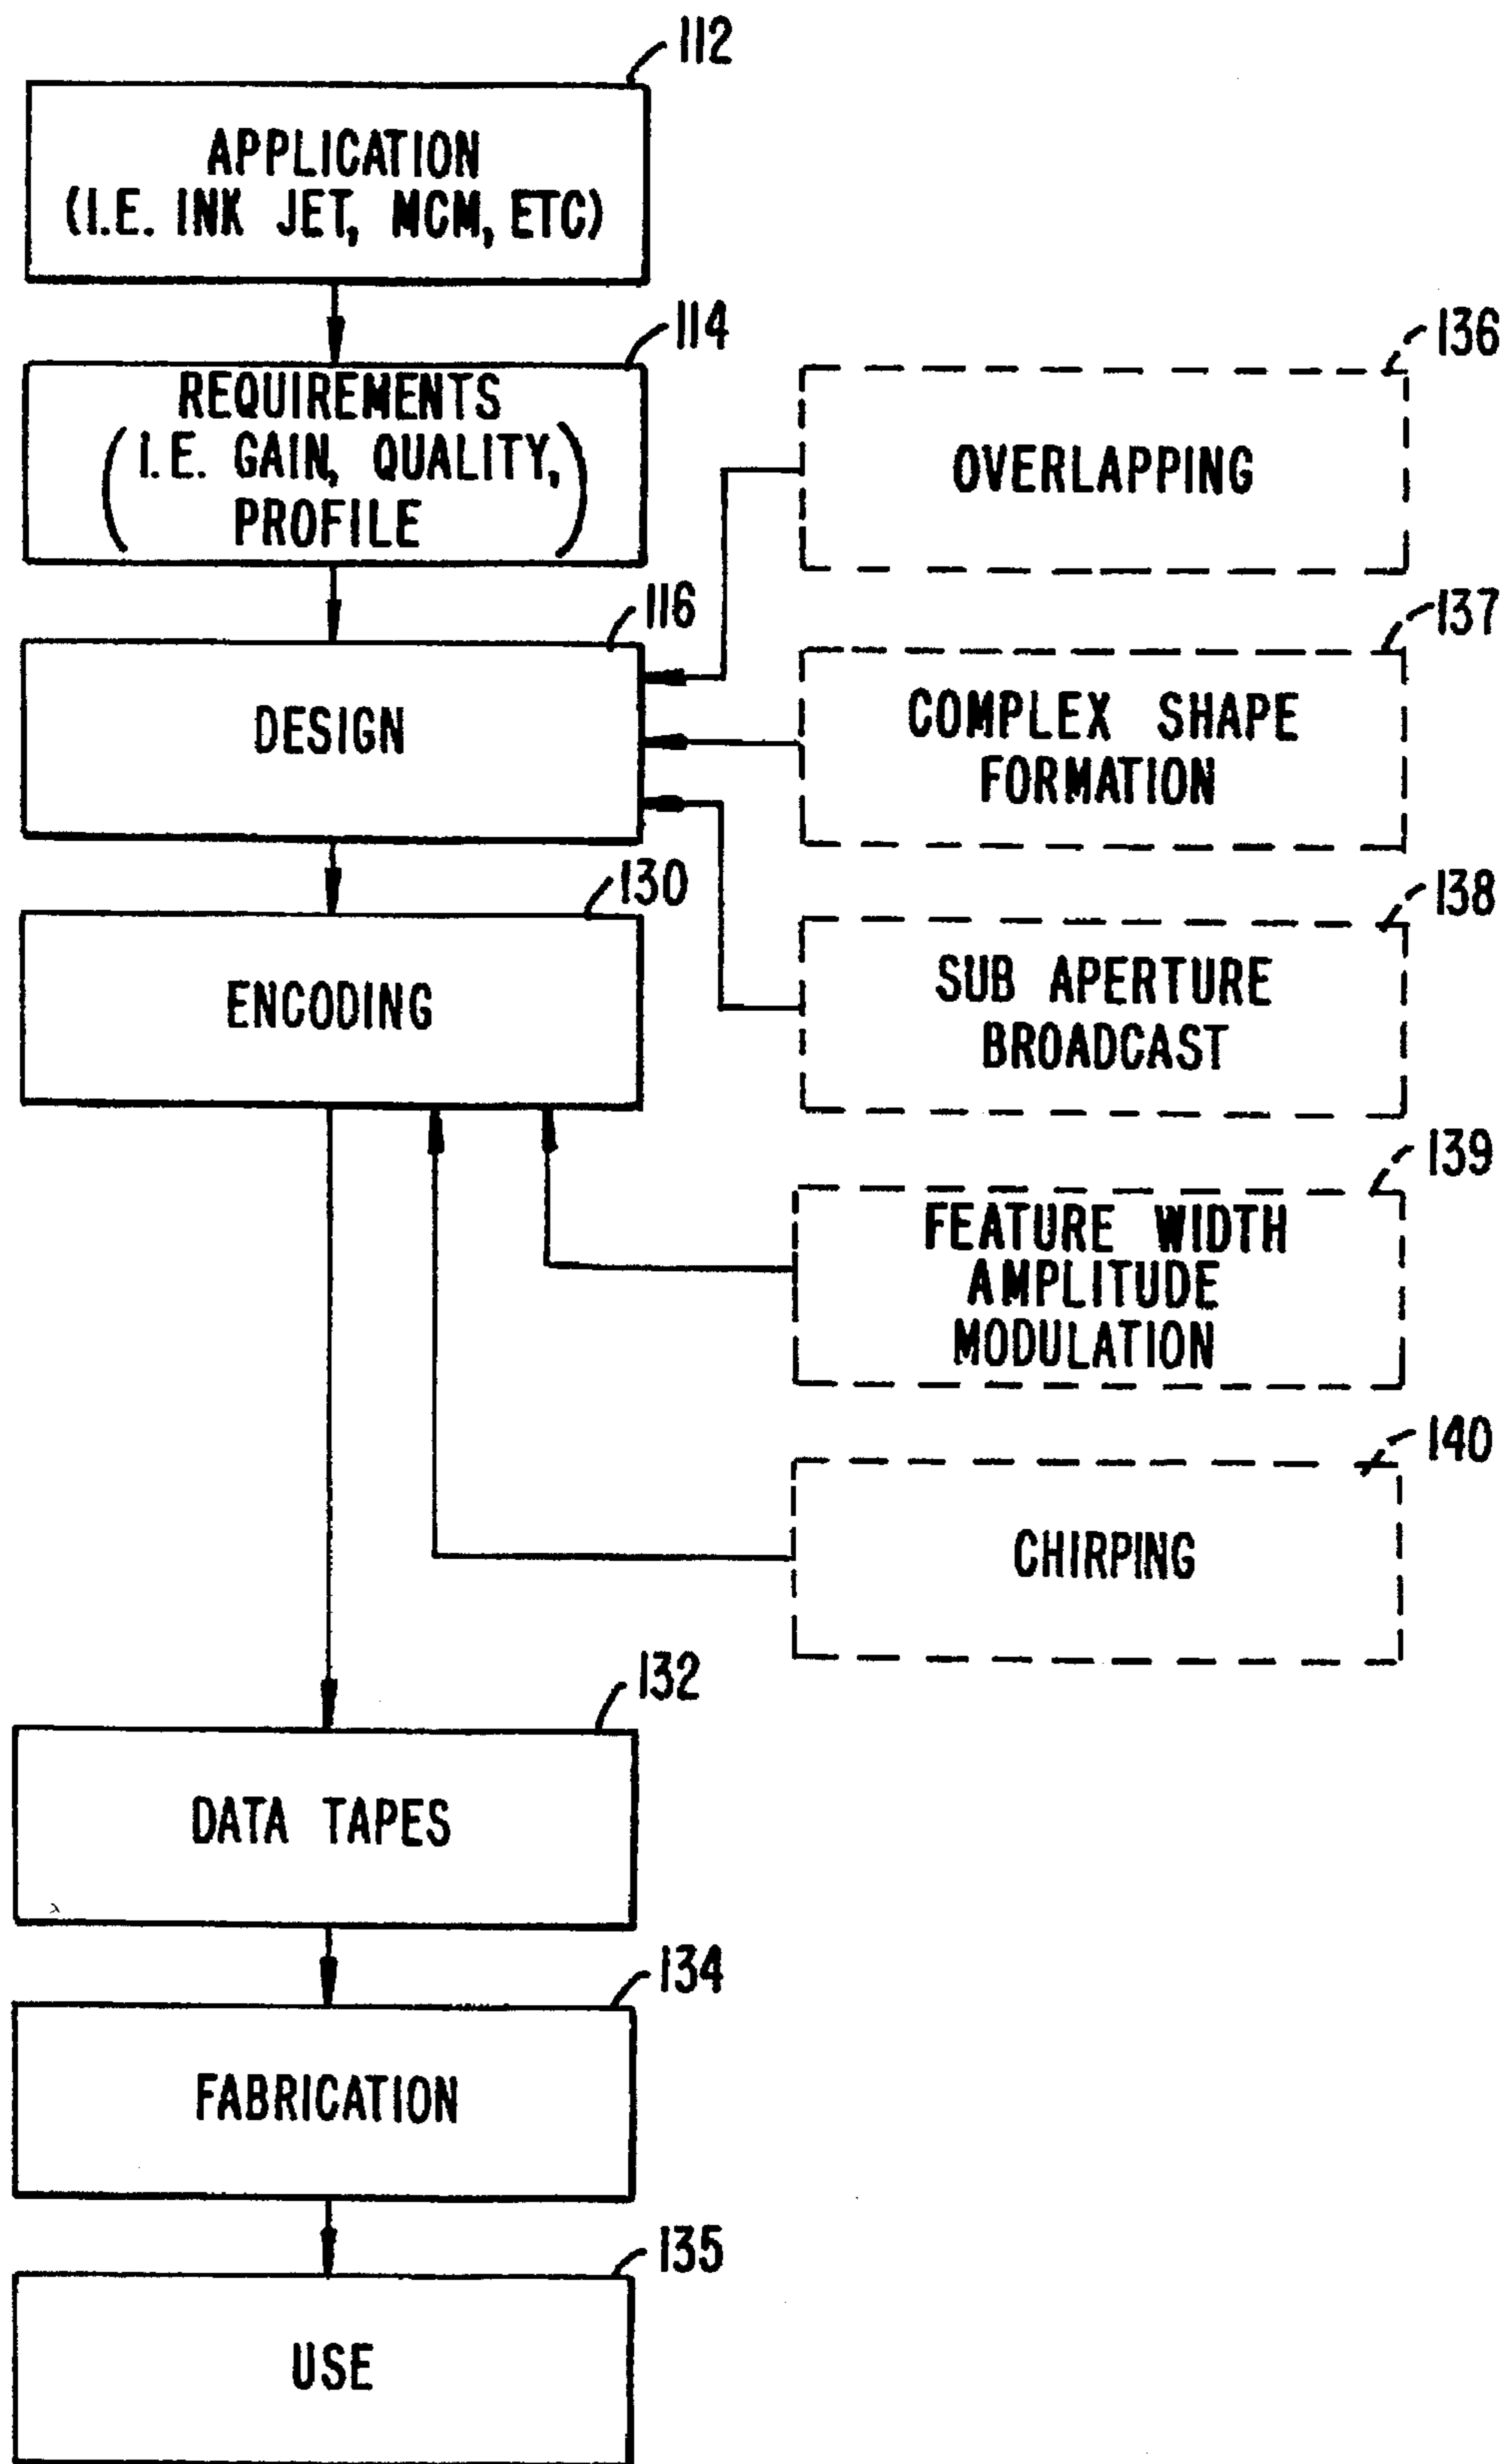 112
APPLICATION
(I.E. INK JET, MCM, ETC)
114
REQUIREMENTS
(I.E. GAIN, QUALITY,
PROFILE)
136
OVERLAPPING
116
DESIGN
137
COMPLEX SHAPE
FORMATION
130
ENCODING
138
SUB APERTURE
BROADCAST
139
FEATURE WIDTH
AMPLITUDE
MODULATION
140
CHIRPING
132
DATA TAPES
134
FABRICATION
135
USE